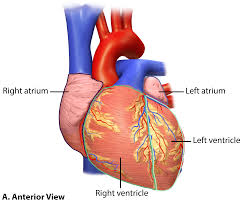 Right atrium
Left atrium
Left ventricle
Right ventricle
A. Anterior View